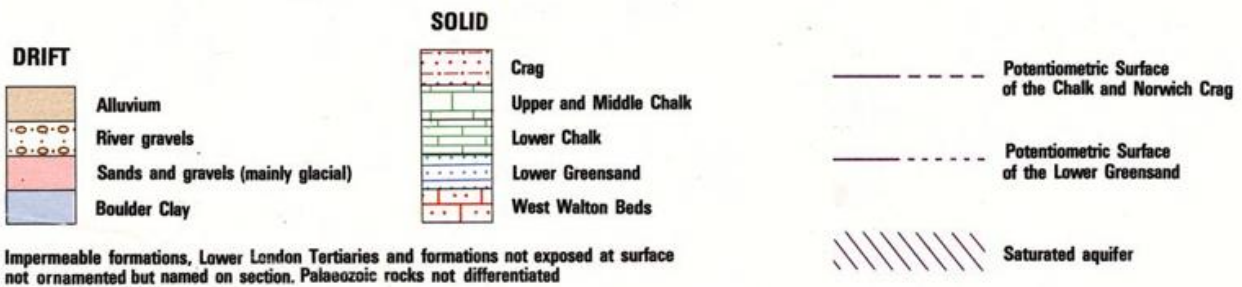 DRIFT
Alluvium
River gravels
Sands and gravels (mainly glacial)
Boulder Clay
SOLID
Crag
Upper and Middle Chalk
Lower Chalk
Lower Greensand
West Walton Beds
Potentiometric Surface
of the Chalk and Norwich Crag
Potentiometric Surface
of the Lower Greensand
Saturated aquifer
Impermeable formations, Lower London Tertiaries and formations not exposed at surface
not ornamented but named on section. Palaeozoic rocks not differentiated